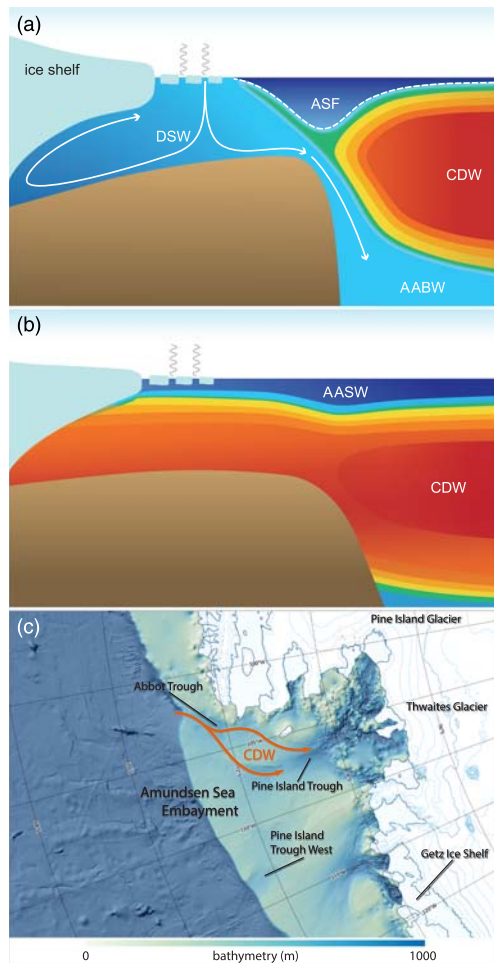 (a)
ice shelf
ASF
DSW
CDW
AABW
(b)
AASW
CDW
(c)
Pine Island Glacier
Abbot Trough
Thwaites Glacier
CDW
Pine Island Trough
Amundsen Sea
Embayment
Pine Island
Trough West
Getz Ice Shelf
0
bathymetry (m)
1000